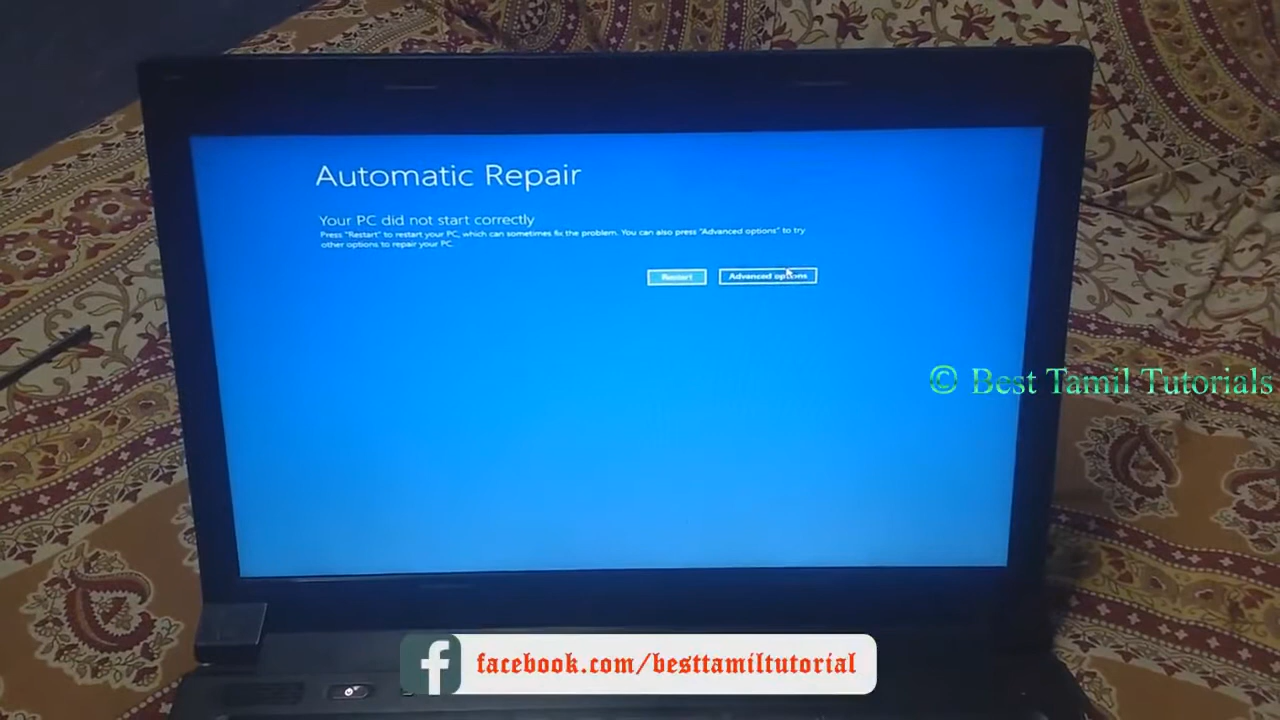 Automatic Repair
Your PC did not start correctly
Press "Restart" to restart your PC, which can sometimes fix the problem. You can also press "Advanced options" to try
other options to repair your PC.
Restart
Advanced options
© Best Tamil Tutorials
facebook.com/besttamiltutorial